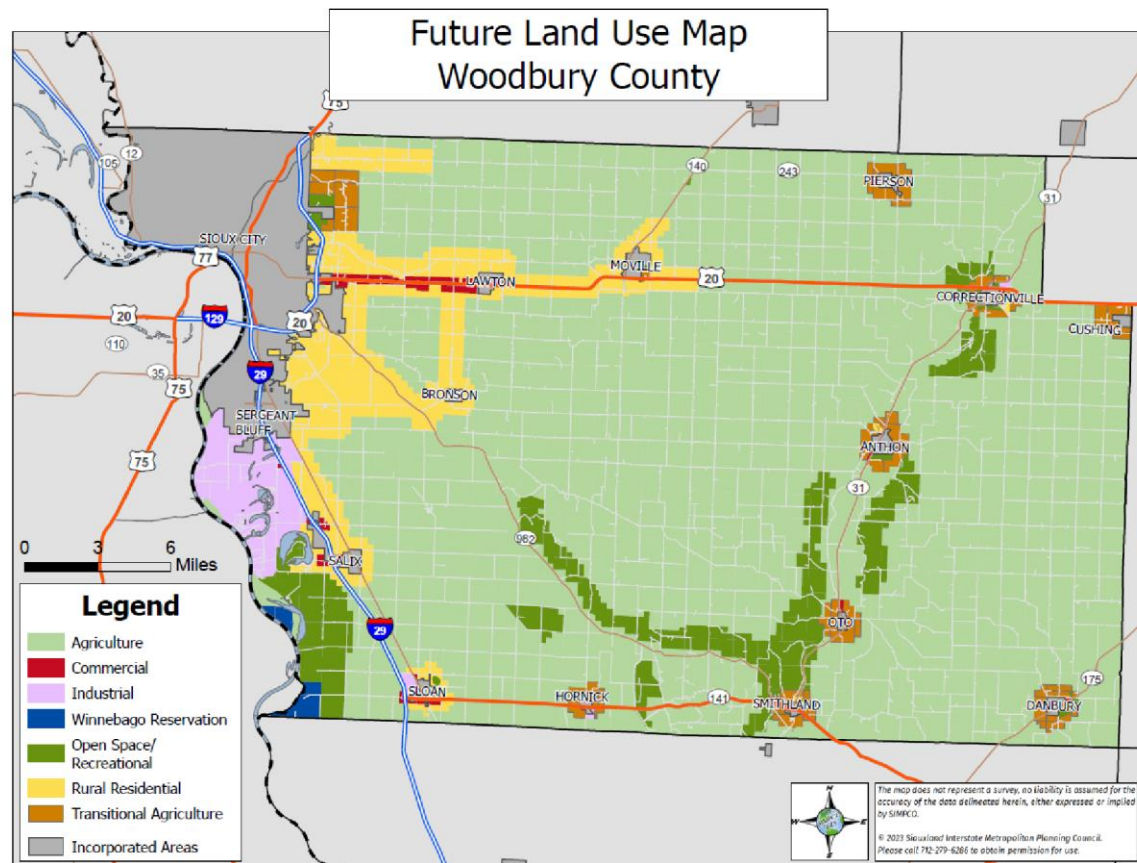 Future Land Use Map
Woodbury County
75
12
105
140
243
PIERSON
31
SIOUX CITY
77
MOVILLE
LAWTON
20
CORRECTIONVILLE
20
129
20
110
CUSHING
35
29
75
BRONSON
SERGEANT
BLUFF
ANTHON
75
31
982
0 3 6
Miles
SALIX
Legend
Agriculture
Commercial
Industrial
Winnebago Reservation
Open Space/
Recreational
Rural Residential
Transitional Agriculture
Incorporated Areas
29
OTO
SLOAN
HORNICK
141
SMITHLAND
175
DANBURY
N
W
E
S
The map does not represent a survey, no liability is assumed for the
accuracy of the data delineated herein, either expressed or implied
by SIMPCO.
© 2023 Siouxland Interstate Metropolitan Planning Council.
Please call 712-279-6286 to obtain permission for use.